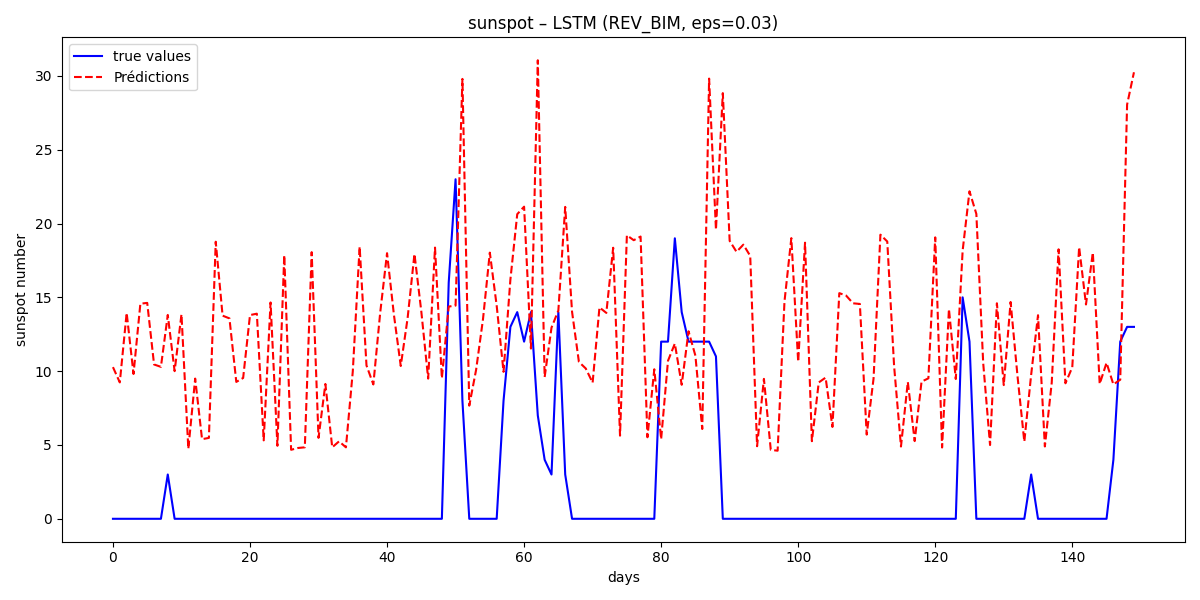 sunspot – LSTM (REV_BIM, eps=0.03)
true values
Prédictions
sunspot number
30
25
20
15
10
5
0
0 20 40 60 80 100 120 140
days